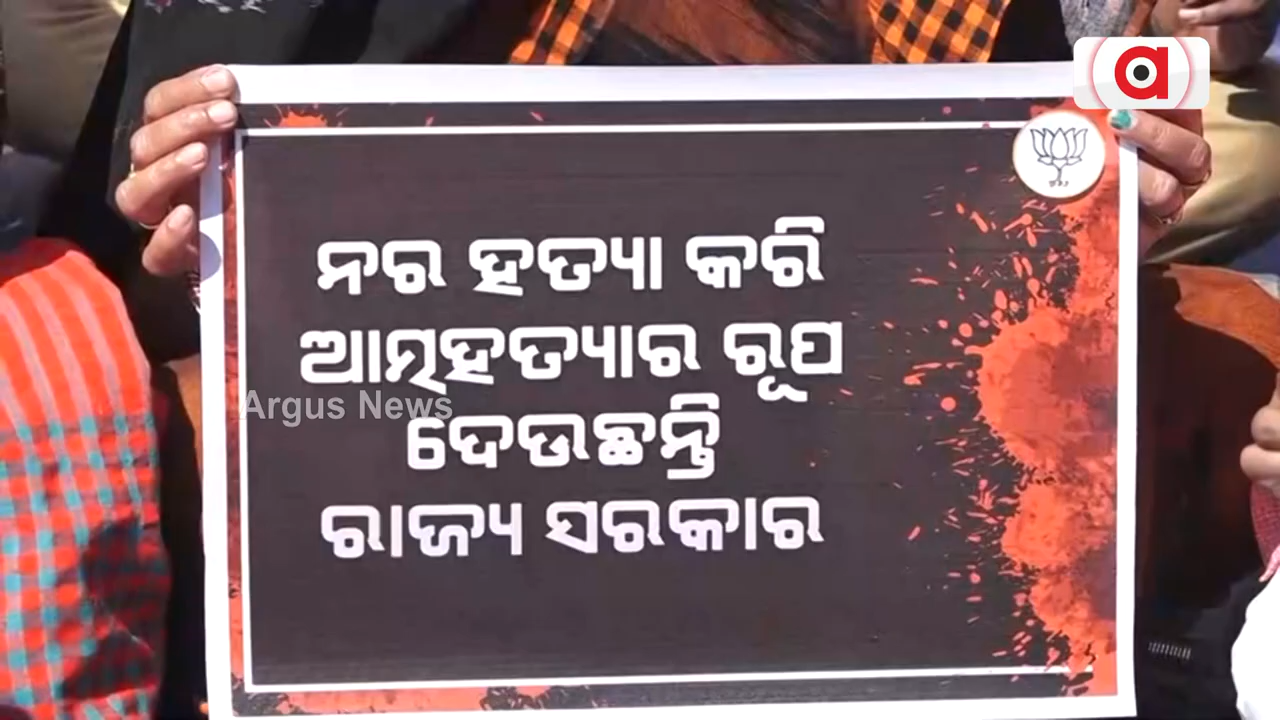 ନର ହତ୍ୟା କରି
ଆତ୍ମହତ୍ୟାର ରୂପ
Argus News
ଦେଉଛନ୍ତି
ରାଜ୍ୟ ସରକାର